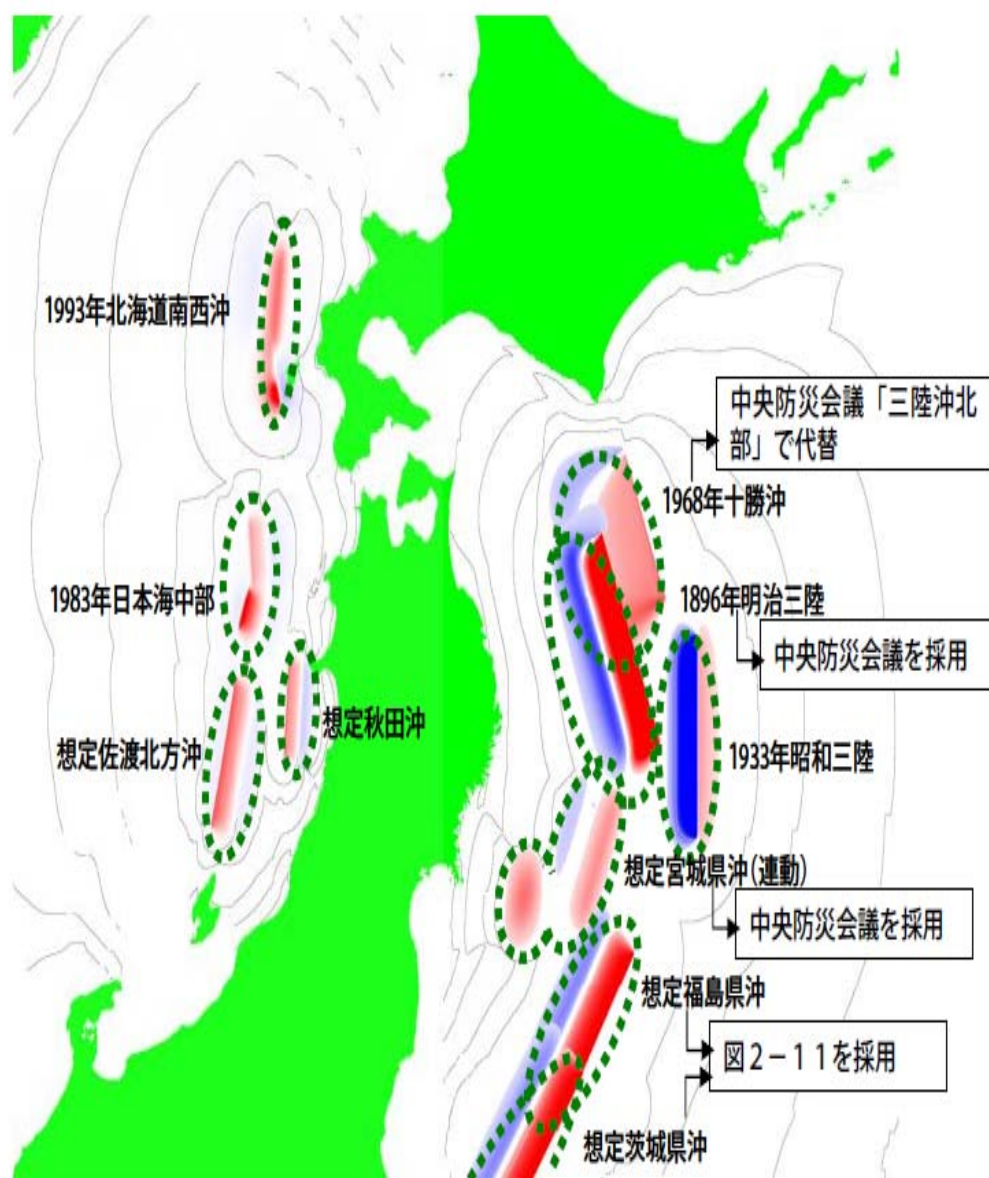 1993年北海道南西沖
中央防災会議「三陸沖北
部」で代替
1968年十勝沖
1983年日本海中部
1896年明治三陸
中央防災会議を採用
想定秋田沖
想定佐渡北方沖
1933年昭和三陸
想定宮城県沖(連動)
中央防災会議を採用
想定福島県沖
図2-11を採用
想定茨城県沖